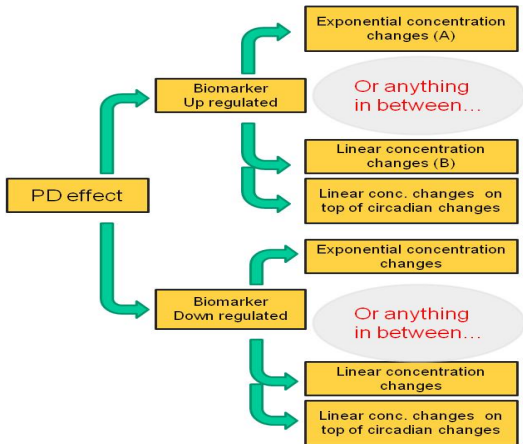 Exponential concentration
changes (A)
Biomarker
Up regulated
Or anything
in between...
Linear concentration
changes (B)
PD effect
Linear conc. changes on
top of circadian changes
Exponential concentration
changes
Biomarker
Down regulated
Or anything
in between...
Linear concentration
changes
Linear conc. changes on
top of circadian changes